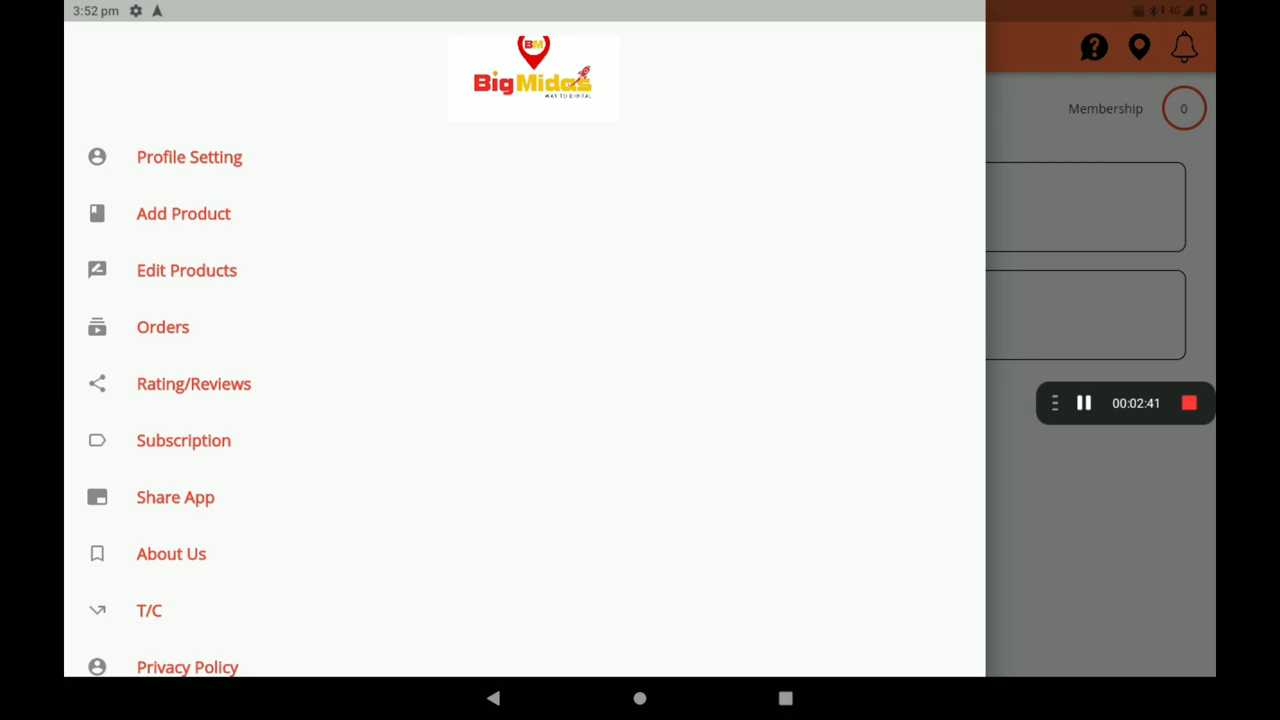 3:52 pm
4G
BM
BigMidas
WAY TO DIGITAL
Membership
0
Profile Setting
Add Product
Edit Products
Orders
00:02:41
Rating/Reviews
Subscription
Share App
About Us
T/C
Privacy Policy